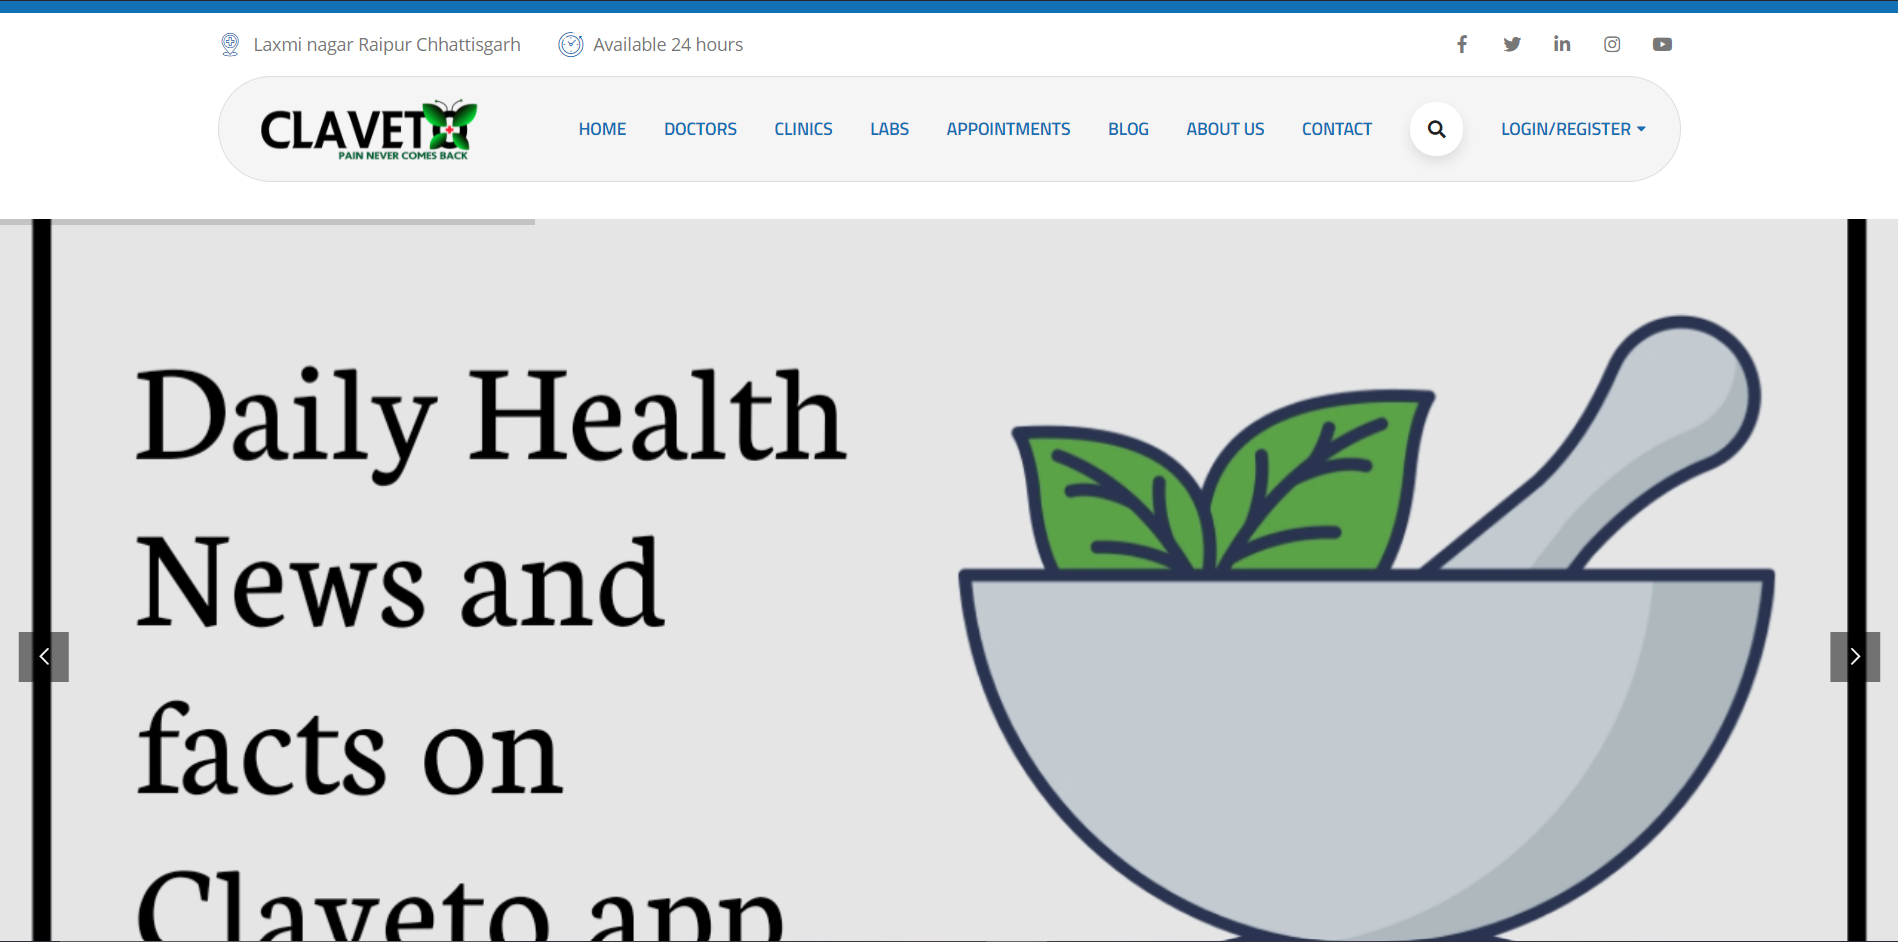 Laxmi nagar Raipur Chhattisgarh
Available 24 hours
CLAVETO
PAIN NEVER COMES BACK
HOME
DOCTORS
CLINICS
LABS
APPOINTMENTS
BLOG
ABOUT US
CONTACT
LOGIN/REGISTER
Daily Health
News and
facts on
Claveto app